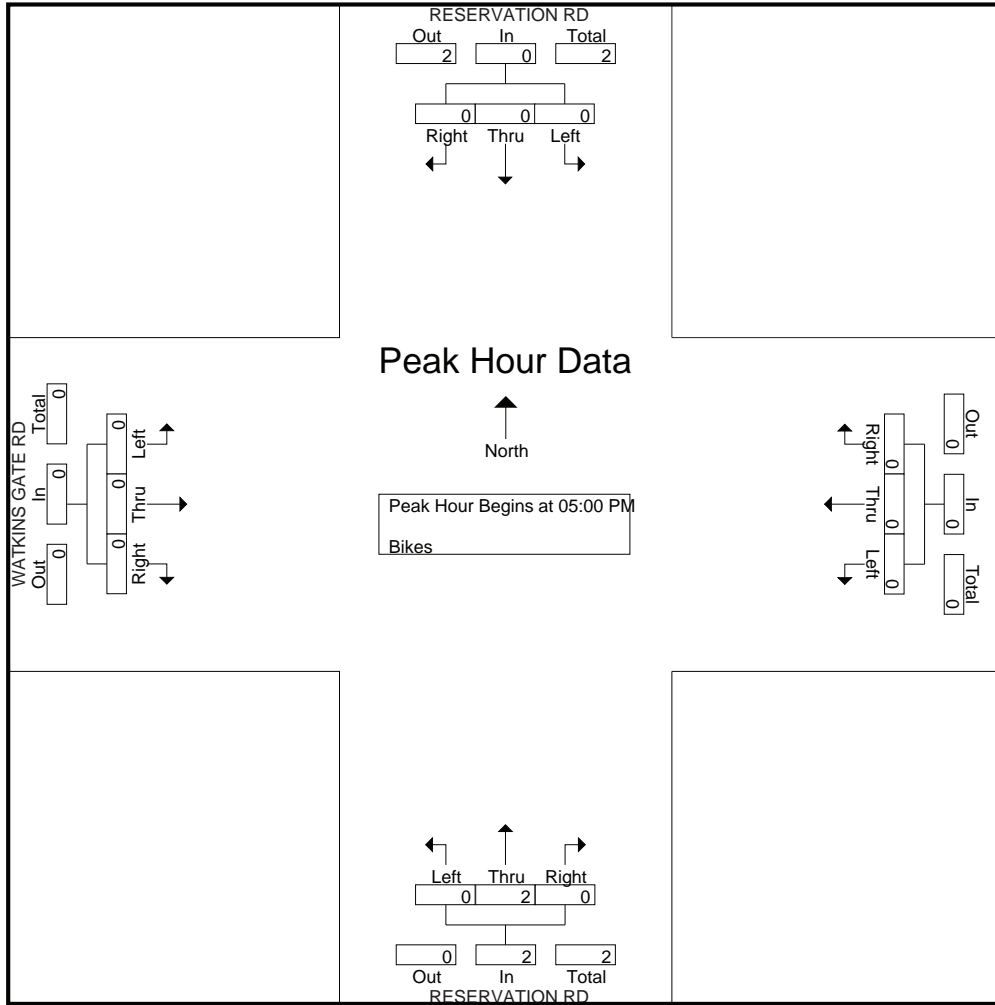 RESERVATION RD
Out In Total
2 0 2
0 0 0
Right Thru Left
Peak Hour Data
North
Peak Hour Begins at 05:00 PM
Bikes
WATKINS GATE RD
Out In Total
0 0 0
0 0 0
Right Thru Left
Out In Total
0 0 0
0 0 0
Right Thru Left
Left Thru Right
0 2 0
0 2 2
Out In Total
RESERVATION RD